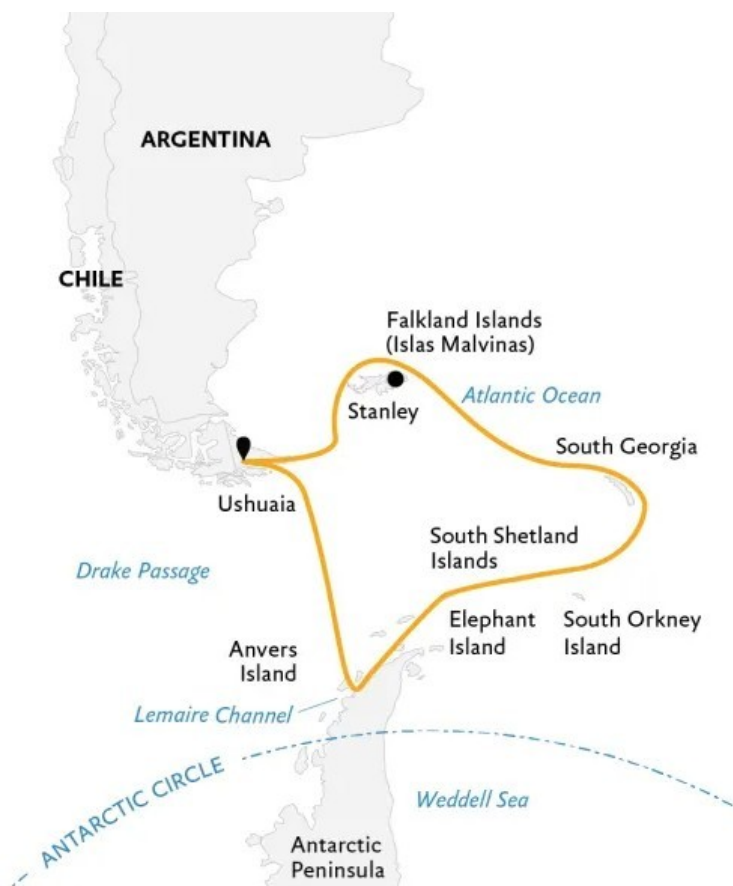 ARGENTINA
CHILE
Falkland Islands
(Islas Malvinas)
Atlantic Ocean
Stanley
South Georgia
Ushuaia
South Shetland
Islands
Drake Passage
Elephant
Island
South Orkney
Island
Anvers
Island
Lemaire Channel
ANTARCTIC CIRCLE
Weddell Sea
Antarctic
Peninsula